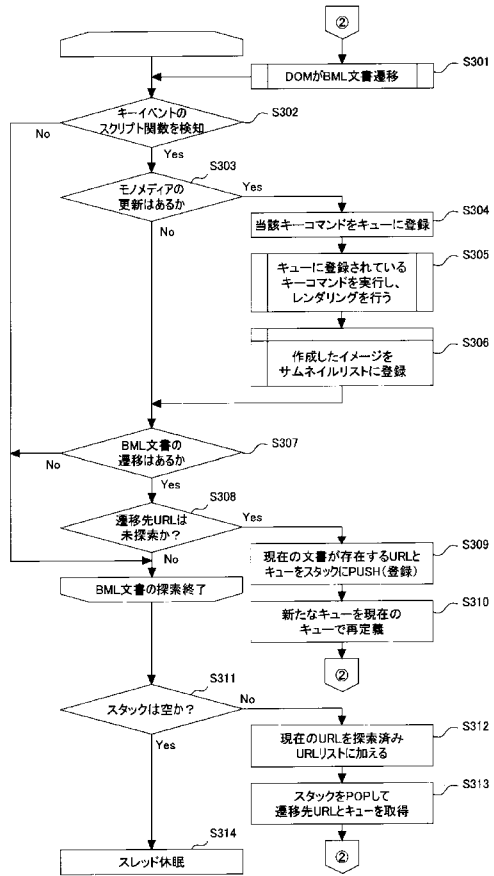 ②
DOMがBML文書遷移
S301
キーイベントの
スクリプト関数を検知
S302
No
Yes
モノメディアの
更新はあるか
S303
Yes
No
当該キーコマンドをキューに登録
S304
キューに登録されている
キーコマンドを実行し、
レンダリングを行う
S305
作成したイメージを
サムネイルリストに登録
S306
BML文書の
遷移はあるか
S307
No
Yes
遷移先URLは
未探索か?
S308
Yes
No
現在の文書が存在するURLと
キューをスタックにPUSH(登録)
S309
BML文書の探索終了
新たなキューを現在の
キューで再定義
S310
②
スタックは空か?
S311
No
Yes
現在のURLを探索済み
URLリストに加える
S312
スタックをPOPして
遷移先URLとキューを取得
S313
②
スレッド休眠
S314